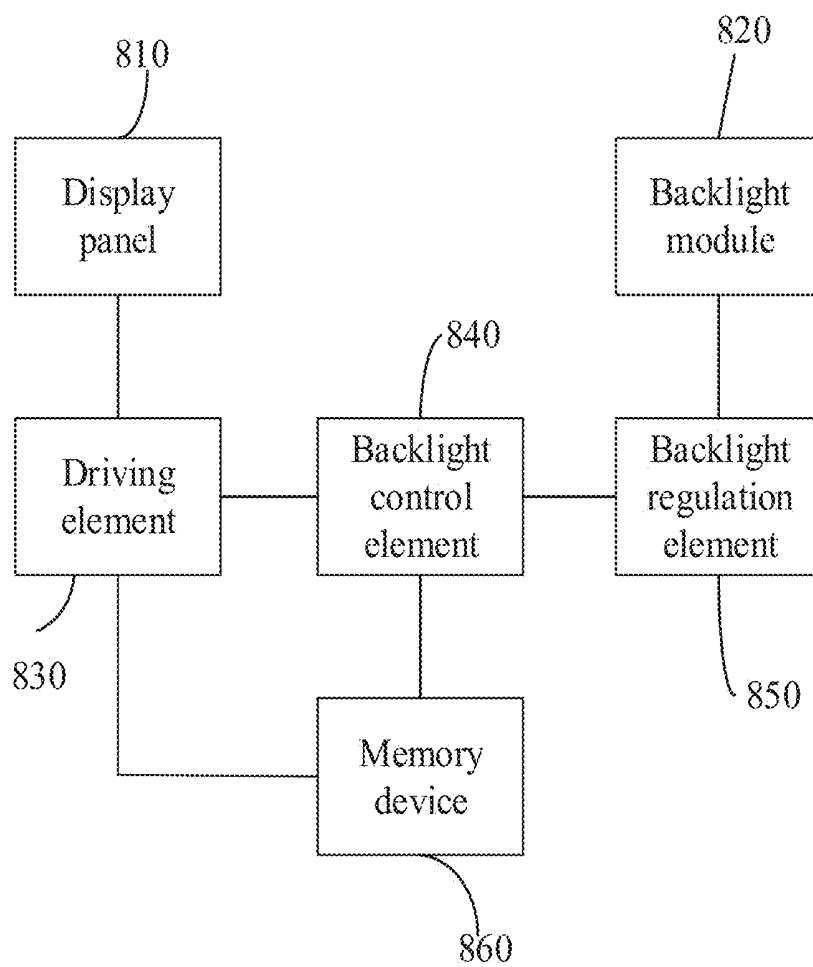 810
820
Display
panel
Backlight
module
840
Driving
element
Backlight
control
element
Backlight
regulation
element
830
850
Memory
device
860